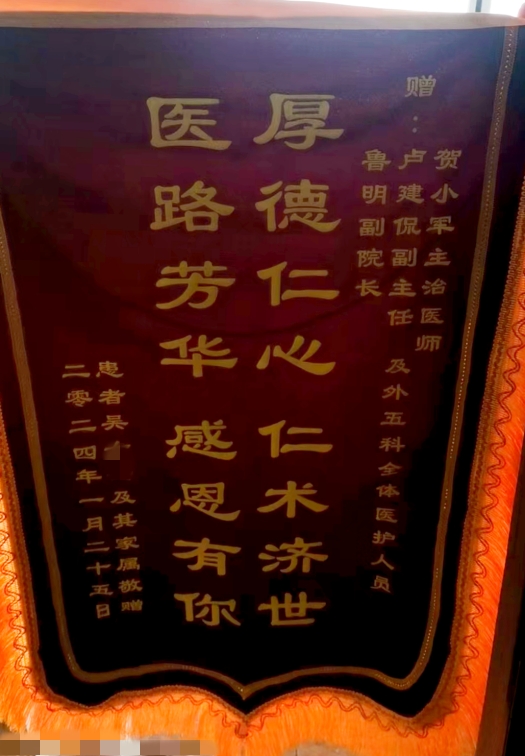 赠：
贺小军主治医师
卢建侃副主任
鲁明副院长
及外五科全体医护人员
厚德仁心 仁术济世
医路芳华 感恩有你
患者吴 及其家属敬赠
二零二四年一月二十五日